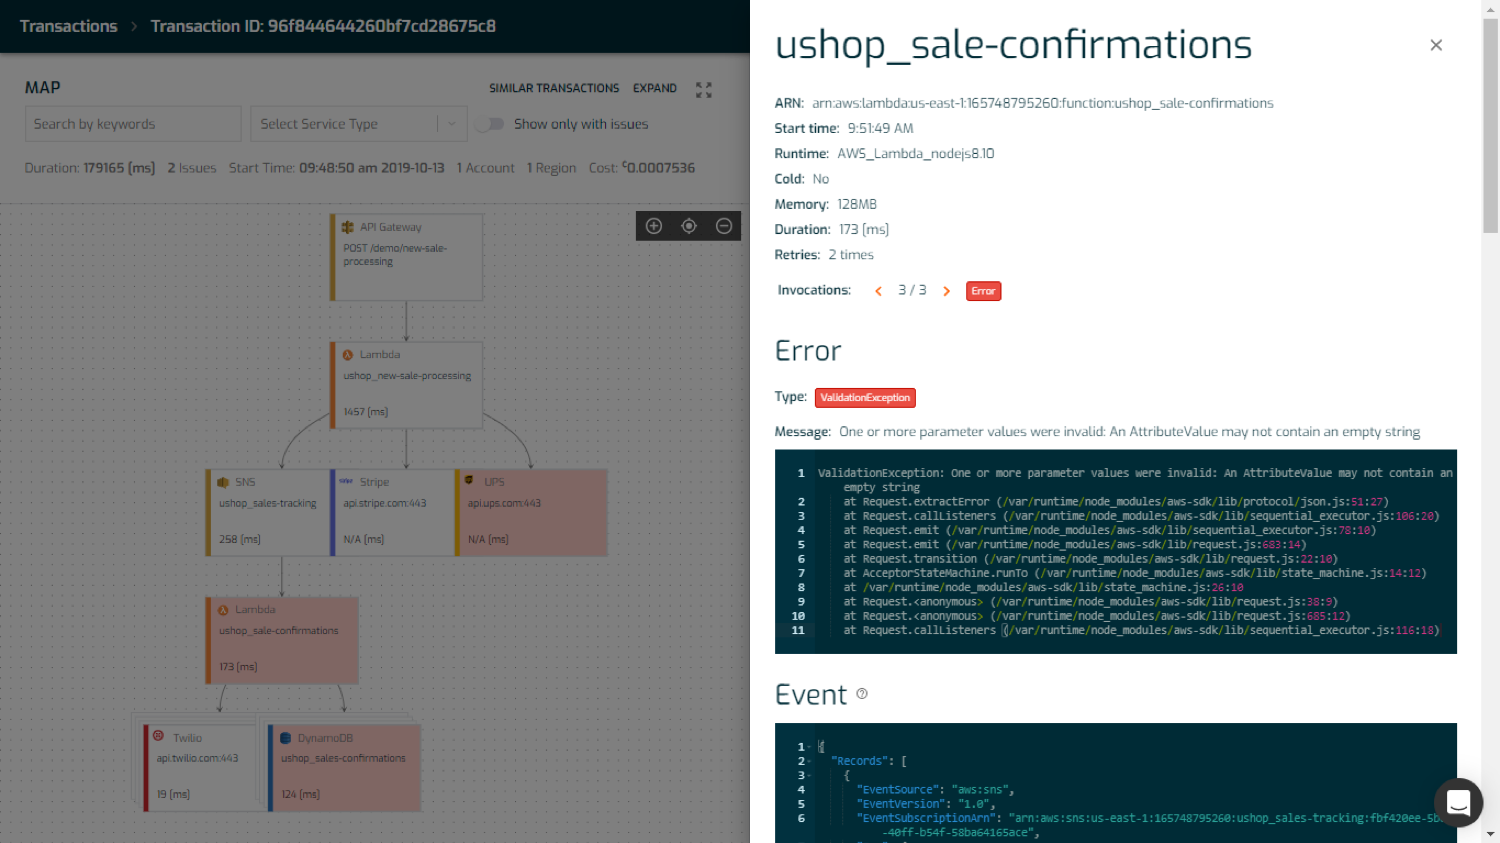 Transactions > Transaction ID: 96f844644260bf7cd28675c8
MAP
SIMILAR TRANSACTIONS EXPAND
Search by keywords
Select Service Type
Show only with issues
Duration: 179165 [ms] 2 Issues Start Time: 09:48:50 am 2019-10-13 1 Account 1 Region Cost: ¢0.0007536
API Gateway
POST /demo/new-sale-
processing
Lambda
ushop_new-sale-processing
1457 [ms]
SNS
ushop_sales-tracking
258 [ms]
stripe Stripe
api.stripe.com:443
N/A [ms]
UPS
api.ups.com:443
N/A [ms]
Lambda
ushop_sale-confirmations
173 [ms]
Twilio
api.twilio.com:443
19 [ms]
DynamoDB
ushop_sales-confirmations
124 [ms]
ushop_sale-confirmations
ARN: arn:aws:lambda:us-east-1:165748795260:function:ushop_sale-confirmations
Start time: 9:51:49 AM
Runtime: AWS_Lambda_nodejs8.10
Cold: No
Memory: 128MB
Duration: 173 [ms]
Retries: 2 times
Invocations: < 3 / 3 > Error
Error
Type: ValidationException
Message: One or more parameter values were invalid: An AttributeValue may not contain an empty string
1 ValidationException: One or more parameter values were invalid: An AttributeValue may not contain an
empty string
2 at Request.extractError (/var/runtime/node_modules/aws-sdk/lib/protocol/json.js:51:27)
3 at Request.callListeners (/var/runtime/node_modules/aws-sdk/lib/sequential_executor.js:106:20)
4 at Request.emit (/var/runtime/node_modules/aws-sdk/lib/sequential_executor.js:78:10)
5 at Request.emit (/var/runtime/node_modules/aws-sdk/lib/request.js:683:14)
6 at Request.transition (/var/runtime/node_modules/aws-sdk/lib/request.js:22:10)
7 at AcceptorStateMachine.runTo (/var/runtime/node_modules/aws-sdk/lib/state_machine.js:14:12)
8 at /var/runtime/node_modules/aws-sdk/lib/state_machine.js:26:10
9 at Request.<anonymous> (/var/runtime/node_modules/aws-sdk/lib/request.js:38:9)
10 at Request.<anonymous> (/var/runtime/node_modules/aws-sdk/lib/request.js:685:12)
11 at Request.callListeners (/var/runtime/node_modules/aws-sdk/lib/sequential_executor.js:116:18)
Event
1 {
2 "Records": [
3 {
4 "EventSource": "aws:sns",
5 "EventVersion": "1.0",
6 "EventSubscriptionArn": "arn:aws:sns:us-east-1:165748795260:ushop_sales-tracking:fbf420ee-5b
-40ff-b54f-58ba64165ace",